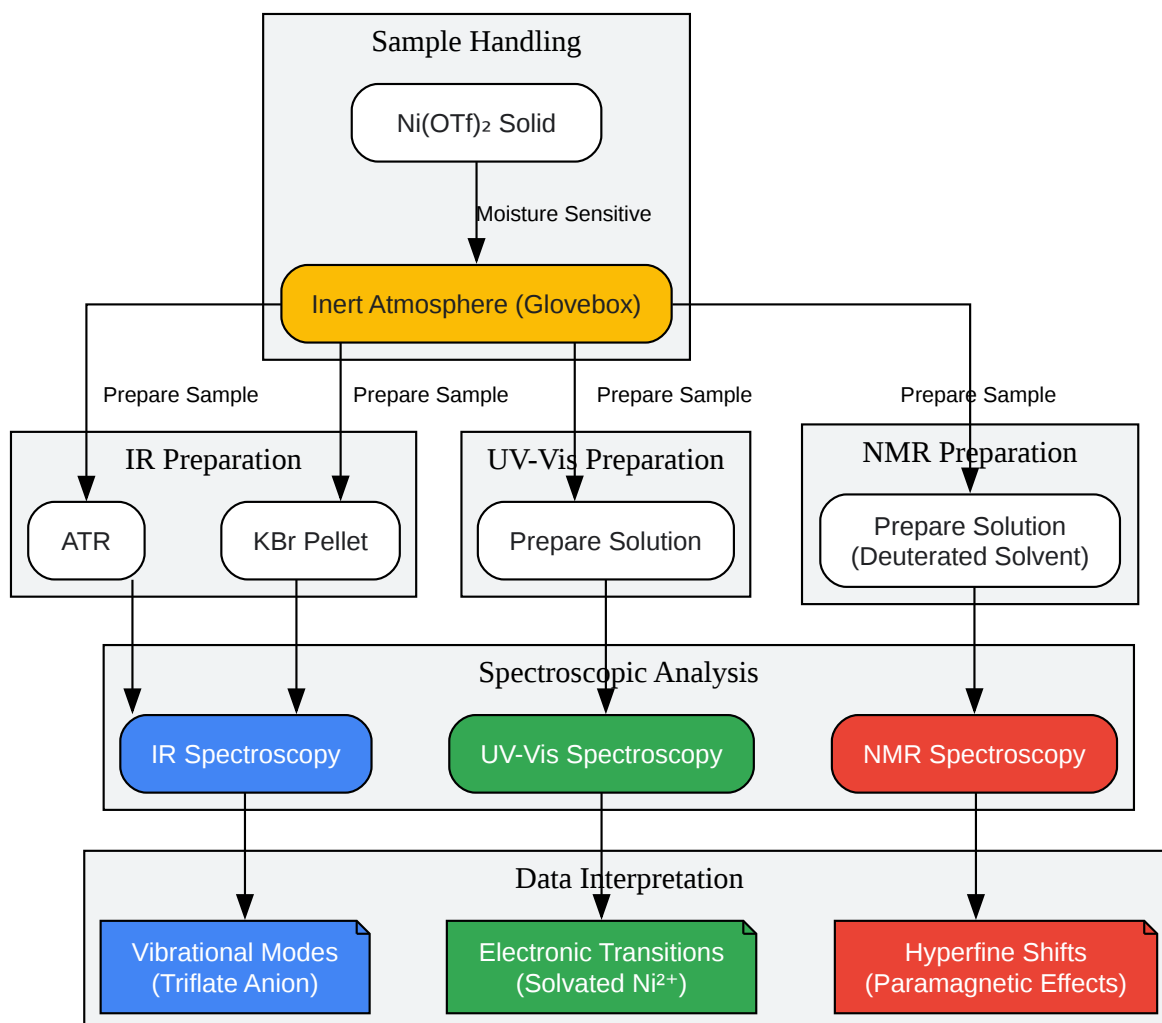 Sample Handling
Ni(OTf)₂ Solid
Moisture Sensitive
Inert Atmosphere (Glovebox)
Prepare Sample
Prepare Sample
Prepare Sample
Prepare Sample
IR Preparation
UV-Vis Preparation
NMR Preparation
ATR
KBr Pellet
Prepare Solution
Prepare Solution
(Deuterated Solvent)
Spectroscopic Analysis
IR Spectroscopy
UV-Vis Spectroscopy
NMR Spectroscopy
Data Interpretation
Vibrational Modes
(Triflate Anion)
Electronic Transitions
(Solvated Ni²⁺)
Hyperfine Shifts
(Paramagnetic Effects)